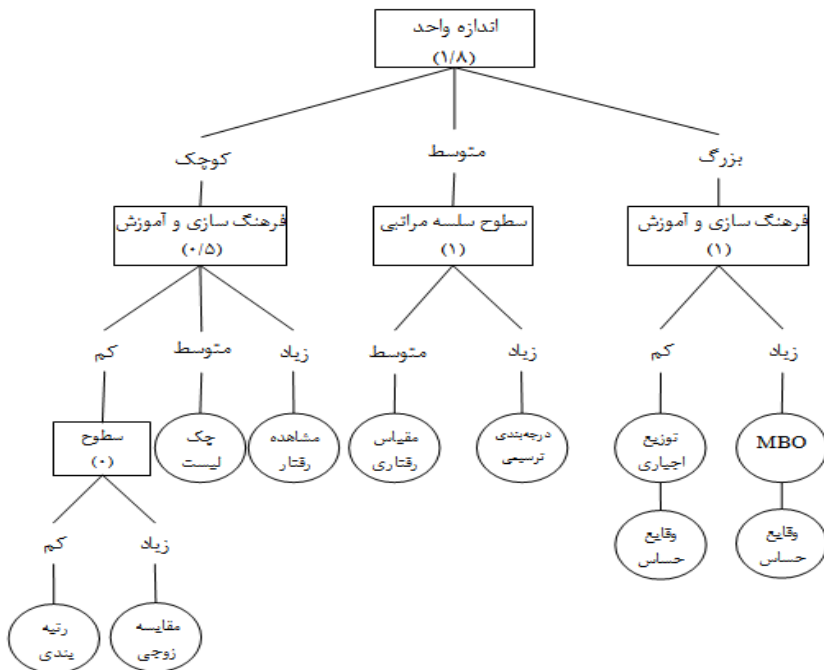 اندازه واحد
(۱/۸)
بزرگ
متوسط
کوچک
فرهنگ سازی و آموزش
(۱)
سطوح سلسه مراتبی
(۱)
فرهنگ سازی و آموزش
(۰/۵)
زیاد
کم
زیاد
متوسط
زیاد
متوسط
کم
MBO
توزیع
اجباری
درجه‌بندی
ترسیمی
مقیاس
رفتاری
مشاهده
رفتار
چک
لیست
سطوح
(۰)
وقایع
حساس
وقایع
حساس
زیاد
کم
مقایسه
زوجی
رتبه
بندی